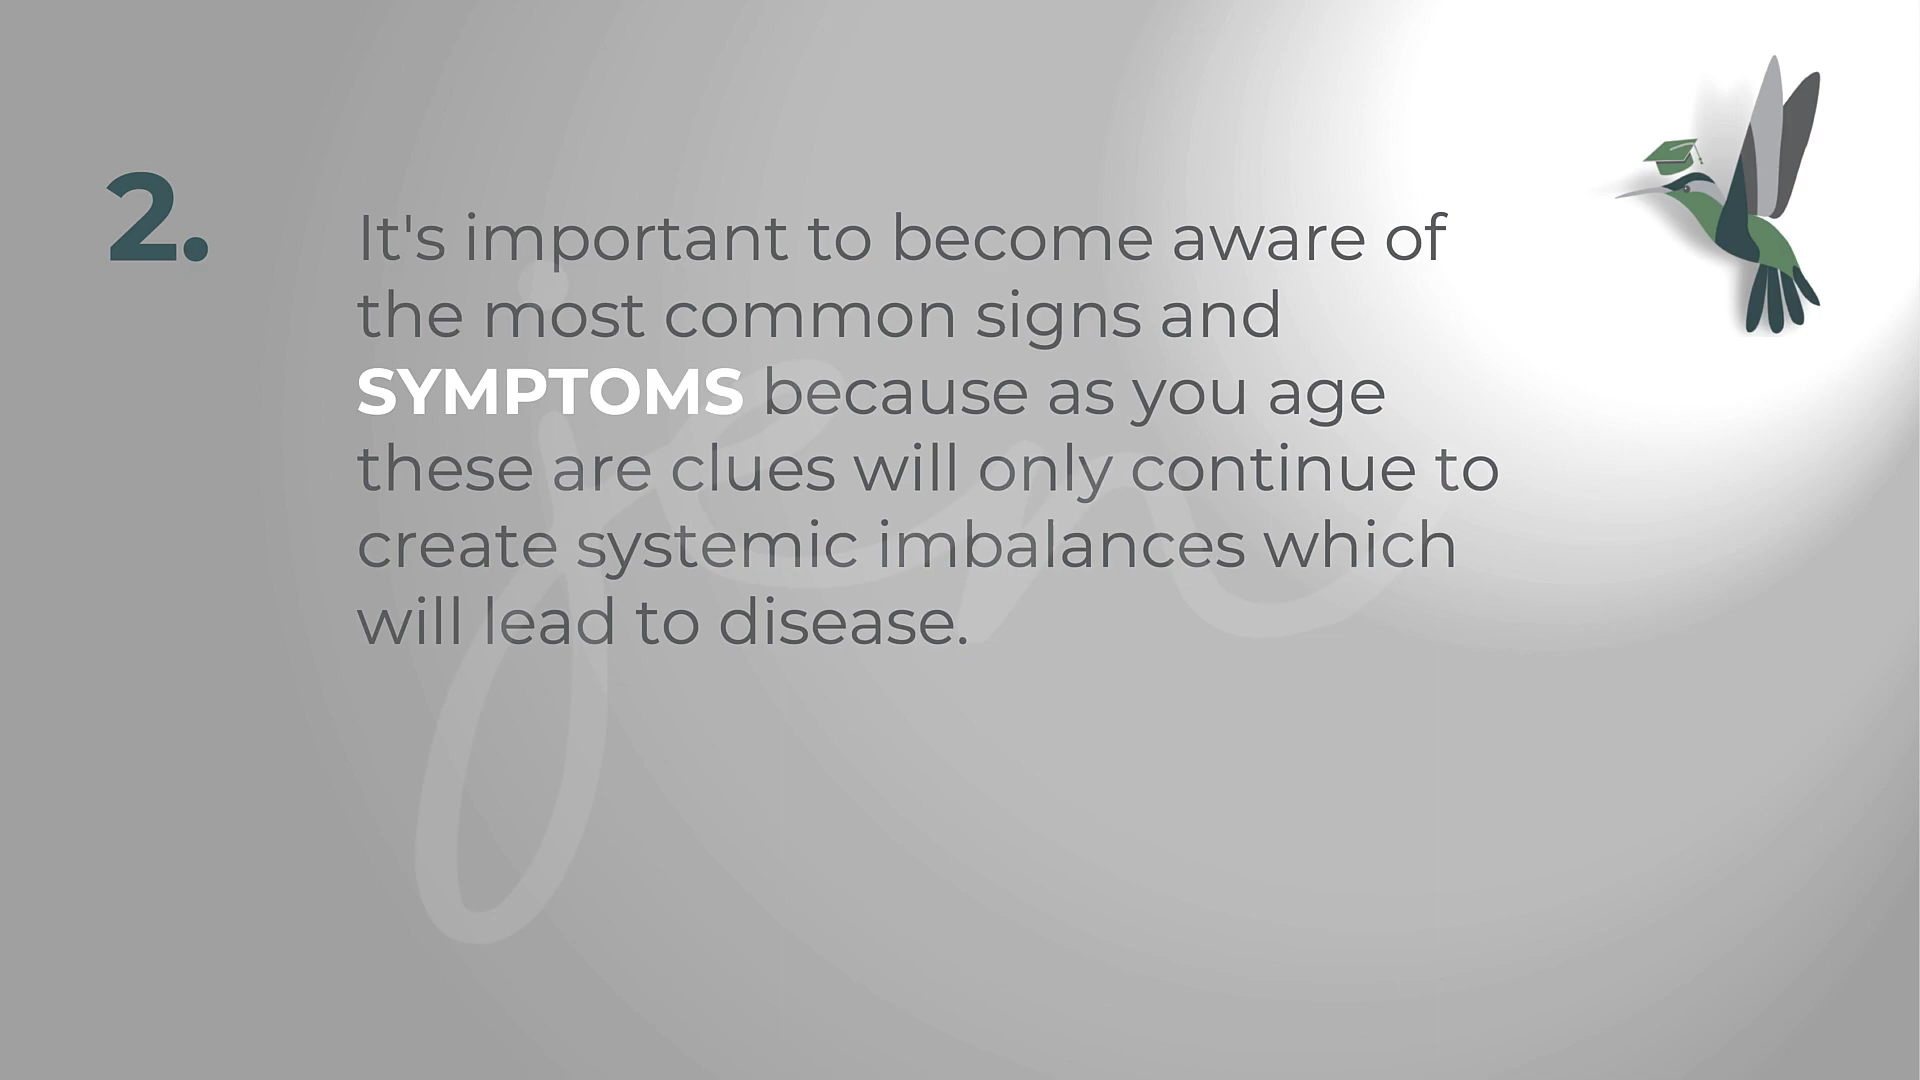 2.
It's important to become aware of
the most common signs and
SYMPTOMS because as you age
these are clues will only continue to
create systemic imbalances which
will lead to disease.
jen